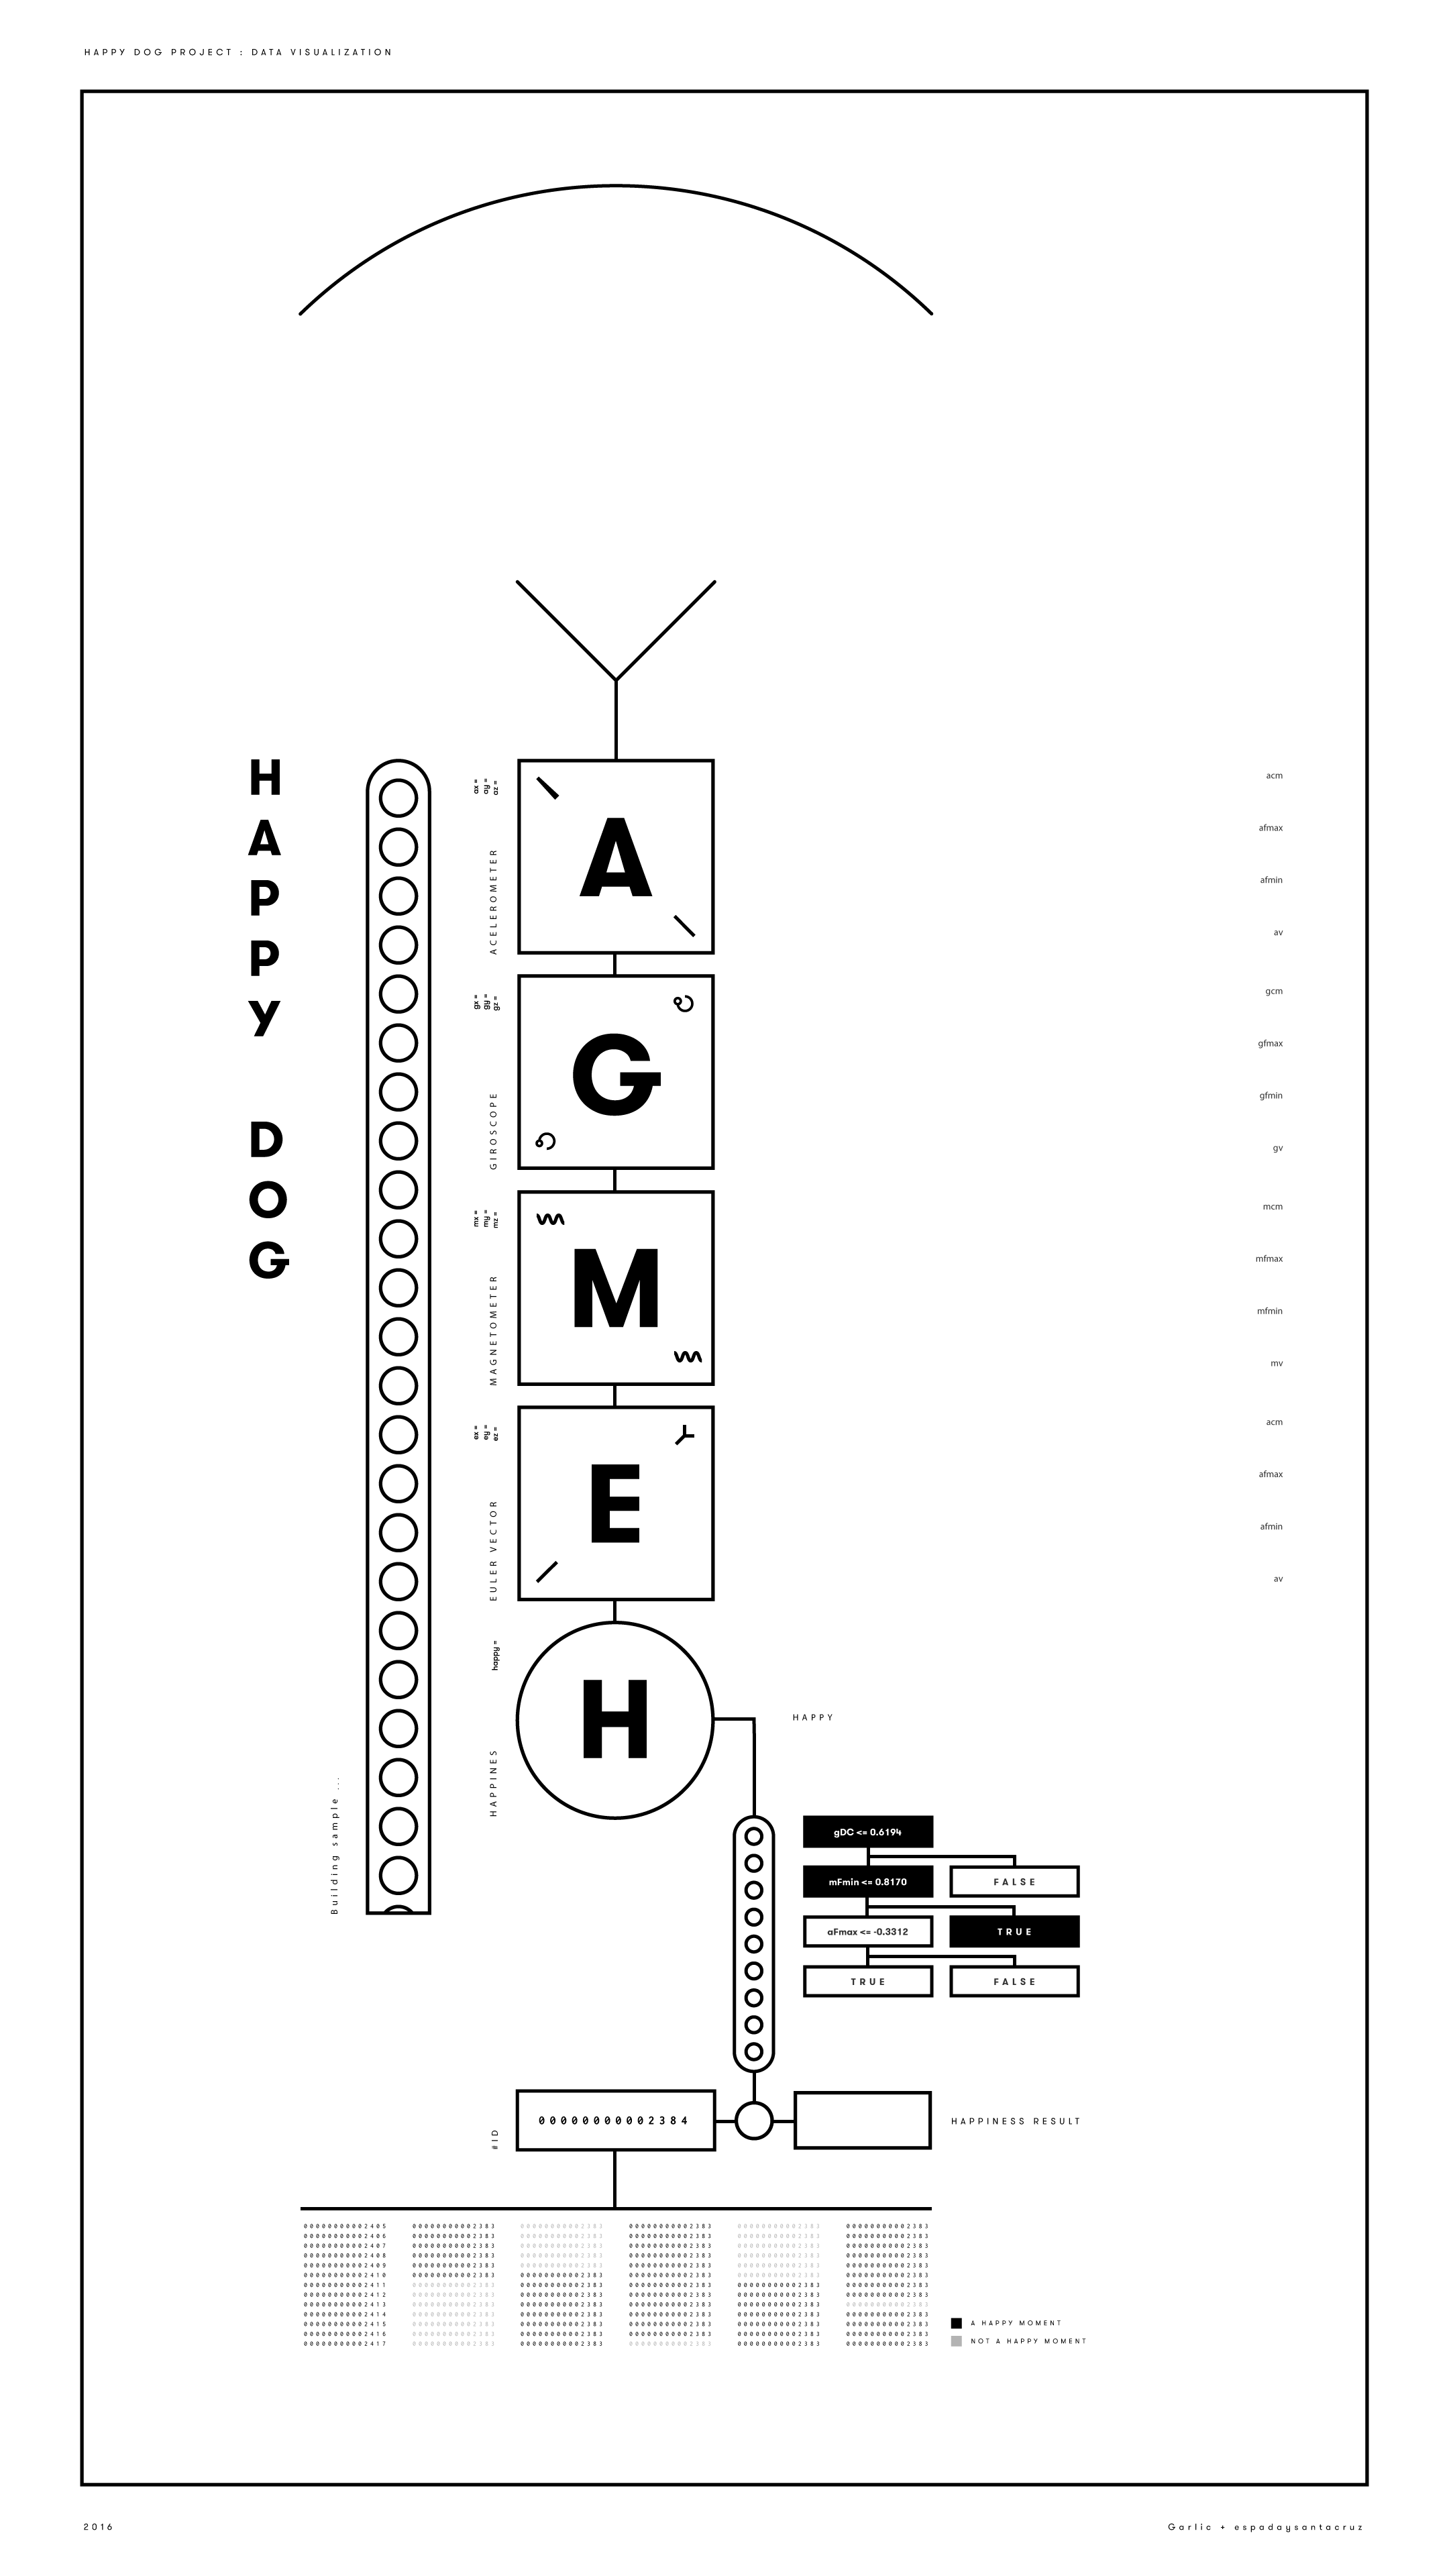 HAPPY DOG PROJECT : DATA VISUALIZATION
HAPPY DOG
ax =
ay =
az =
ACELEROMETER
A
acm
afmax
afmin
av
gx =
gy =
gz =
GIROSCOPE
G
gcm
gfmax
gfmin
gv
mx =
my =
mz =
MAGNETOMETER
M
mcm
mfmax
mfmin
mv
ex =
ey =
ez =
EULER VECTOR
E
acm
afmax
afmin
av
happy =
HAPPINES
H
HAPPY
Building sample ...
gDC <= 0.6194
mFmin <= 0.8170
FALSE
aFmax <= -0.3312
TRUE
TRUE
FALSE
#ID
00000000002384
HAPPINESS RESULT
00000000002405 00000000002383 00000000002383 00000000002383 00000000002383 00000000002383
00000000002406 00000000002383 00000000002383 00000000002383 00000000002383 00000000002383
00000000002407 00000000002383 00000000002383 00000000002383 00000000002383 00000000002383
00000000002408 00000000002383 00000000002383 00000000002383 00000000002383 00000000002383
00000000002409 00000000002383 00000000002383 00000000002383 00000000002383 00000000002383
00000000002410 00000000002383 00000000002383 00000000002383 00000000002383 00000000002383
00000000002411 00000000002383 00000000002383 00000000002383 00000000002383 00000000002383
00000000002412 00000000002383 00000000002383 00000000002383 00000000002383 00000000002383
00000000002413 00000000002383 00000000002383 00000000002383 00000000002383 00000000002383
00000000002414 00000000002383 00000000002383 00000000002383 00000000002383 00000000002383
00000000002415 00000000002383 00000000002383 00000000002383 00000000002383 00000000002383
00000000002416 00000000002383 00000000002383 00000000002383 00000000002383 00000000002383
00000000002417 00000000002383 00000000002383 00000000002383 00000000002383 00000000002383
A HAPPY MOMENT
NOT A HAPPY MOMENT
2016
Garlic + espadaysantacruz